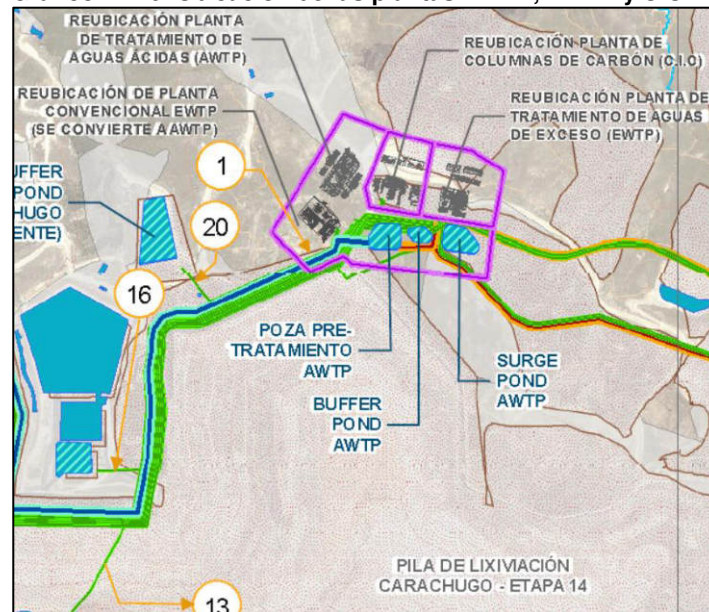 REUBICACIÓN PLANTA
DE TRATAMIENTO DE
AGUAS ÁCIDAS (AWTP)
REUBICACIÓN PLANTA DE
COLUMNAS DE CARBÓN (C.I.C)
REUBICACIÓN DE PLANTA
CONVENCIONAL EWTP
(SE CONVIERTE A AWTP)
REUBICACIÓN PLANTA DE
TRATAMIENTO DE AGUAS
DE EXCESO (EWTP)
1
20
16
POND
POZA PRE-
TRATAMIENTO
AWTP
BUFFER
POND
AWTP
SURGE
POND
AWTP
PILA DE LIXIVIACIÓN
CARACHUGO - ETAPA 14
13